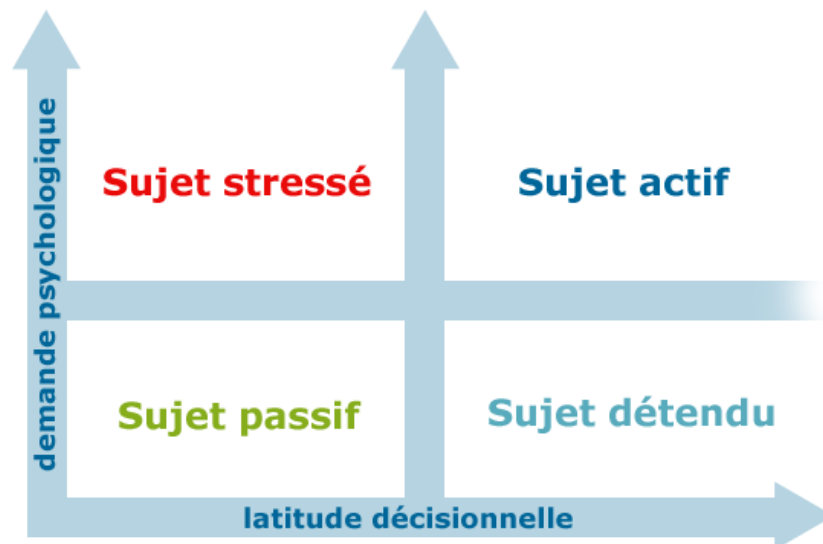 demande psychologique
Sujet stressé
Sujet actif
Sujet passif
Sujet détendu
latitude décisionnelle